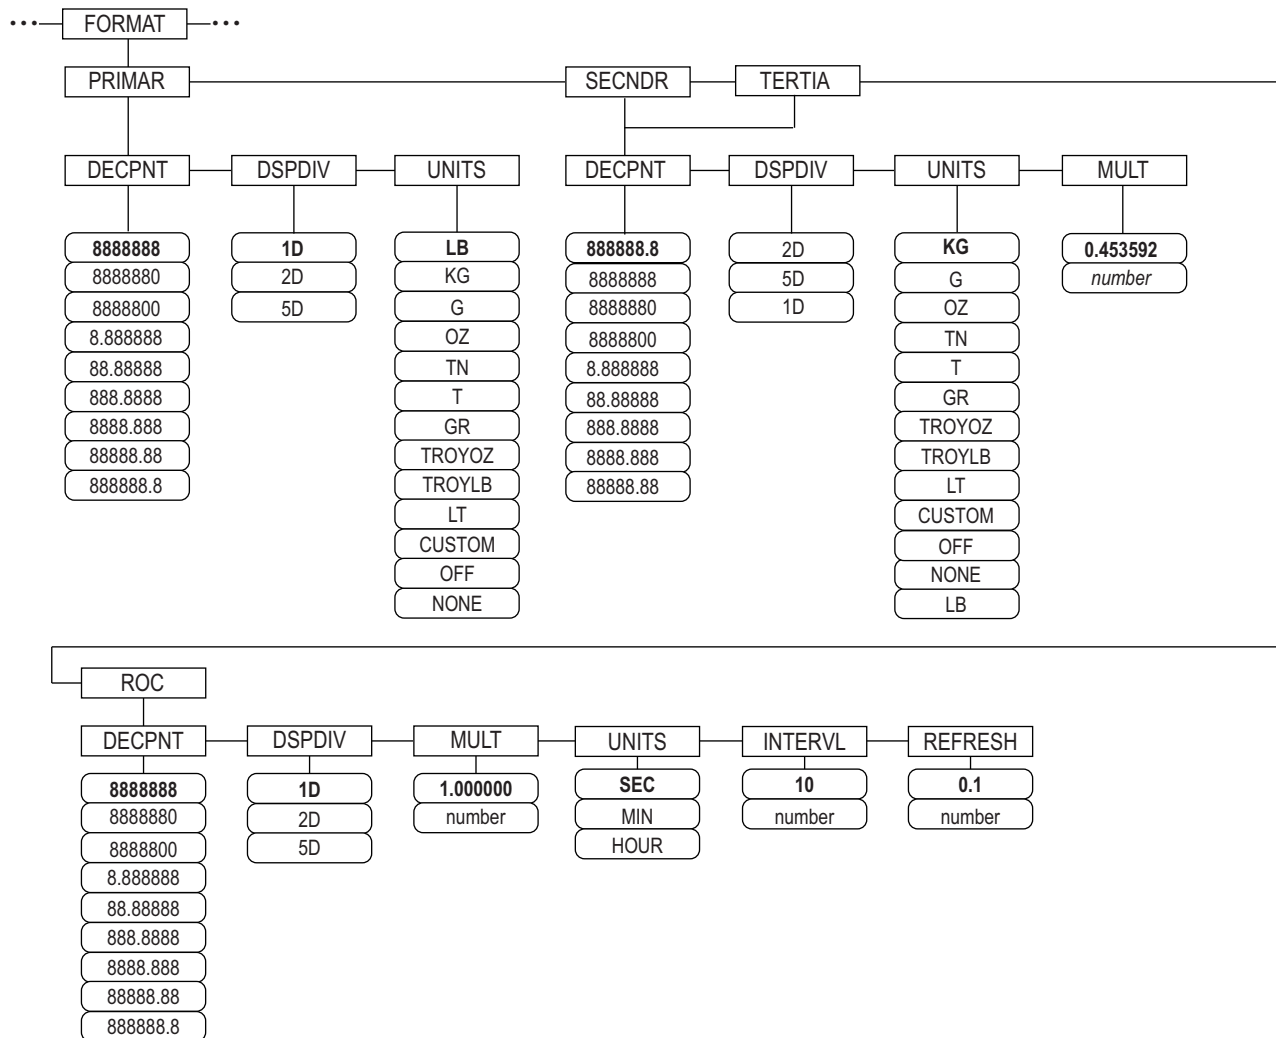 ••• FORMAT •••
PRIMAR SECNDR TERTIA
DECPNT DSPDIV UNITS DECPNT DSPDIV UNITS MULT
8888888 1D LB 888888.8 2D KG 0.453592
8888880 2D KG 8888888 5D G number
8888800 5D G 8888880 1D OZ
8.888888 OZ 8888800 TN
88.88888 TN 8.888888 T
888.8888 T 88.88888 GR
8888.888 GR 888.8888 TROYOZ
88888.88 TROYOZ 8888.888 TROYLB
888888.8 TROYLB 88888.88 LT
LT CUSTOM
CUSTOM OFF
OFF NONE
NONE LB
ROC
DECPNT DSPDIV MULT UNITS INTERVL REFRESH
8888888 1D 1.000000 SEC 10 0.1
8888880 2D number MIN number number
8888800 5D HOUR
8.888888
88.88888
888.8888
8888.888
88888.88
888888.8